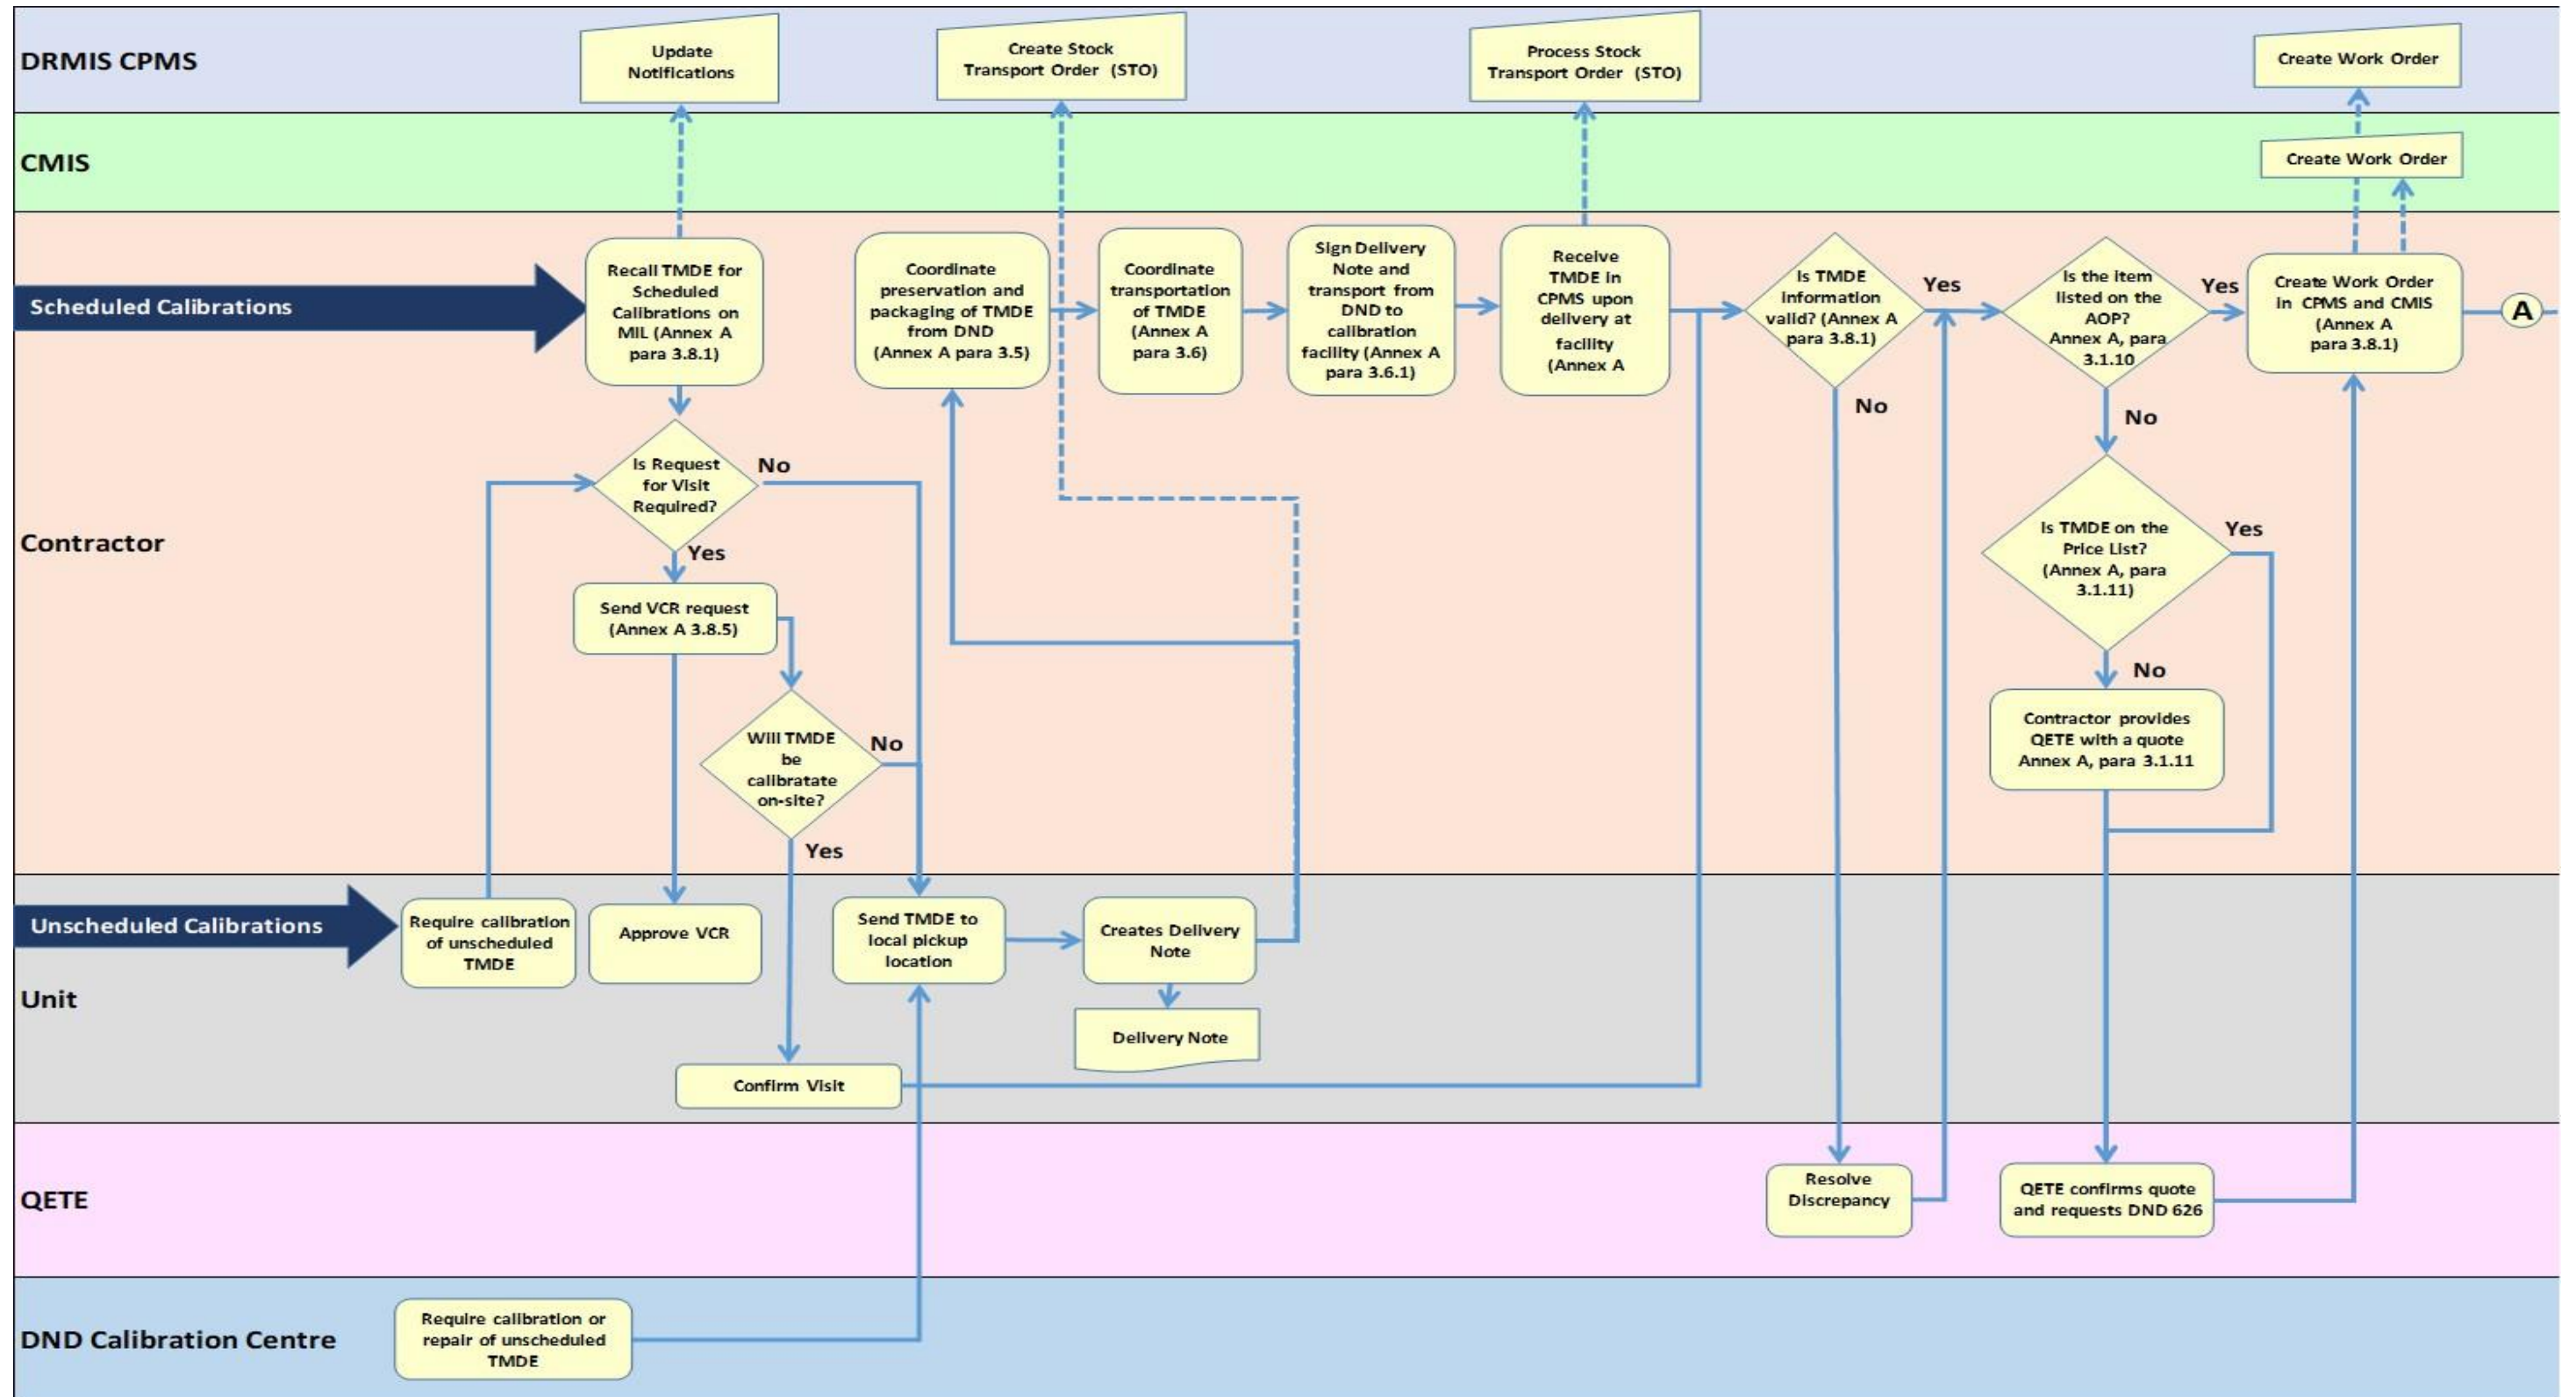 DRMIS CPMS
Update
Notifications
Create Stock
Transport Order (STO)
Process Stock
Transport Order (STO)
Create Work Order
CMIS
Create Work Order
Contractor
Scheduled Calibrations
Recall TMDE for
Scheduled
Calibrations on
MIL (Annex A
para 3.8.1)
Coordinate
preservation and
packaging of TMDE
from DND
(Annex A para 3.5)
Coordinate
transportation
of TMDE
(Annex A
para 3.6)
Sign Delivery
Note and
transport from
DND to
calibration
facility (Annex A
para 3.6.1)
Receive
TMDE in
CPMS upon
delivery at
facility
(Annex A
Is TMDE
information
valid? (Annex A
para 3.8.1)
Yes
No
Is the item
listed on the
AOP?
Annex A, para
3.1.10
Yes
No
Create Work Order
in CPMS and CMIS
(Annex A
para 3.8.1)
A
Is Request
for Visit
Required?
No
Yes
Send VCR request
(Annex A 3.8.5)
Will TMDE
be
calibratate
on-site?
No
Yes
Is TMDE on the
Price List?
(Annex A, para
3.1.11)
Yes
No
Contractor provides
QETE with a quote
Annex A, para 3.1.11
Unit
Unscheduled Calibrations
Require calibration
of unscheduled
TMDE
Approve VCR
Send TMDE to
local pickup
location
Creates Delivery
Note
Delivery Note
Confirm Visit
QETE
Resolve
Discrepancy
QETE confirms quote
and requests DND 626
DND Calibration Centre
Require calibration or
repair of unscheduled
TMDE